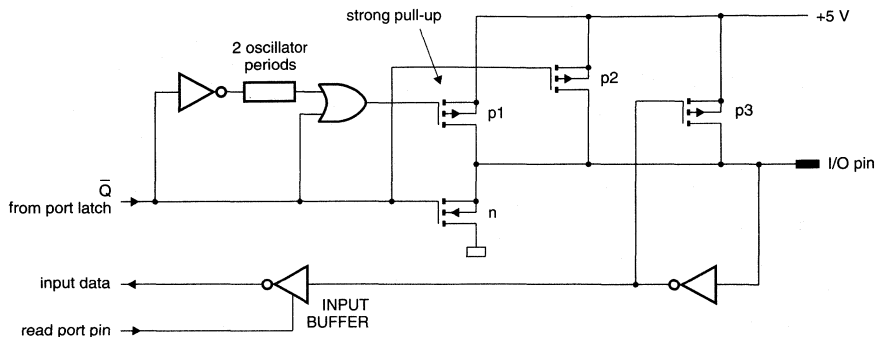 strong pull-up
+5 V
2 oscillator
periods
p2
p1
p3
I/O pin
Q̅
from port latch
n
input data
INPUT
BUFFER
read port pin